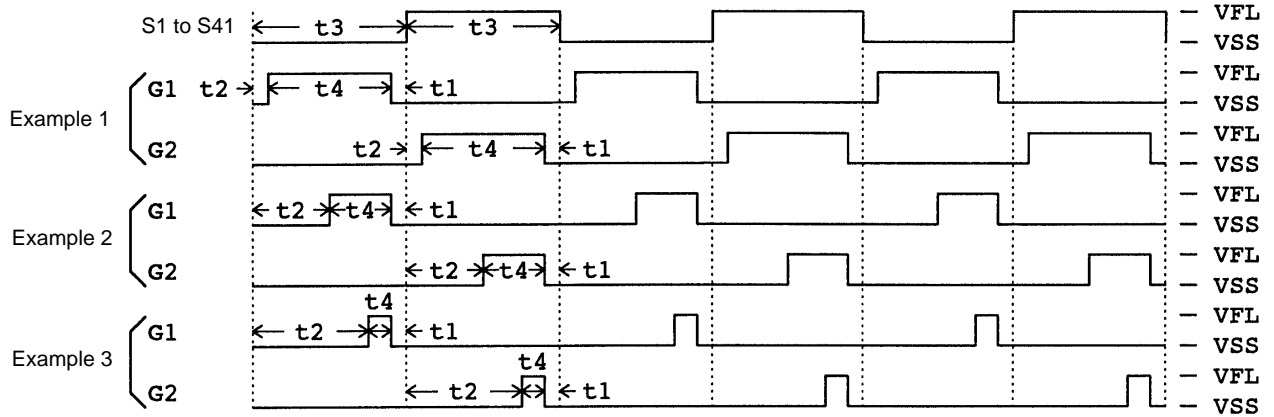 S1 to S41 t3 t3 VFL
VSS
Example 1 G1 t2 t4 t1 VFL
VSS
G2 t2 t4 t1 VFL
VSS
Example 2 G1 t2 t4 t1 VFL
VSS
G2 t2 t4 t1 VFL
VSS
Example 3 G1 t2 t4 t1 VFL
VSS
G2 t2 t4 t1 VFL
VSS